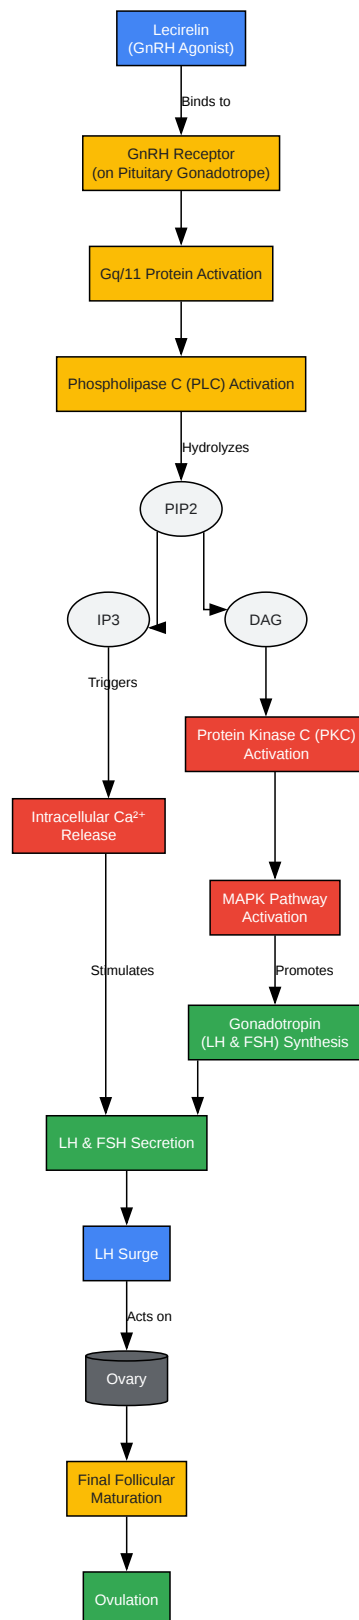 Lecirelin
(GnRH Agonist)
Binds to
GnRH Receptor
(on Pituitary Gonadotrope)
Gq/11 Protein Activation
Phospholipase C (PLC) Activation
Hydrolyzes
PIP2
IP3
DAG
Triggers
Protein Kinase C (PKC)
Activation
Intracellular Ca²⁺
Release
MAPK Pathway
Activation
Stimulates
Promotes
Gonadotropin
(LH & FSH) Synthesis
LH & FSH Secretion
LH Surge
Acts on
Ovary
Final Follicular
Maturation
Ovulation